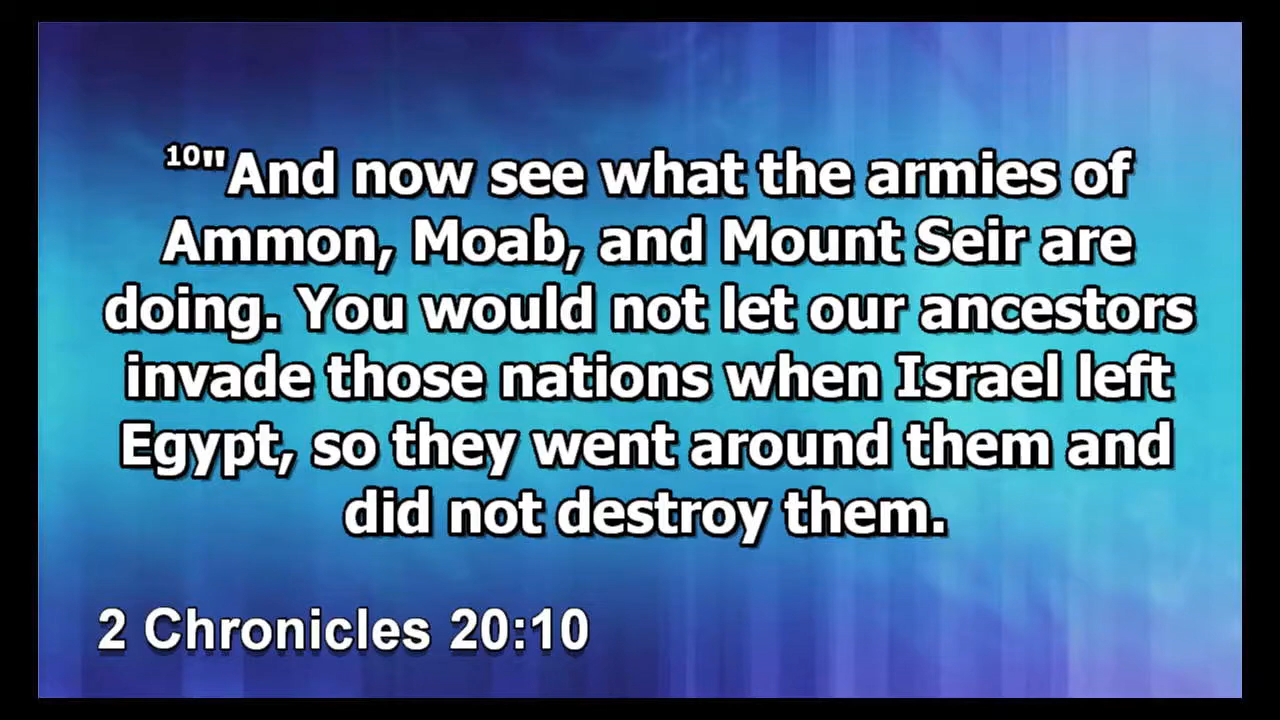 10"And now see what the armies of
Ammon, Moab, and Mount Seir are
doing. You would not let our ancestors
invade those nations when Israel left
Egypt, so they went around them and
did not destroy them.
2 Chronicles 20:10